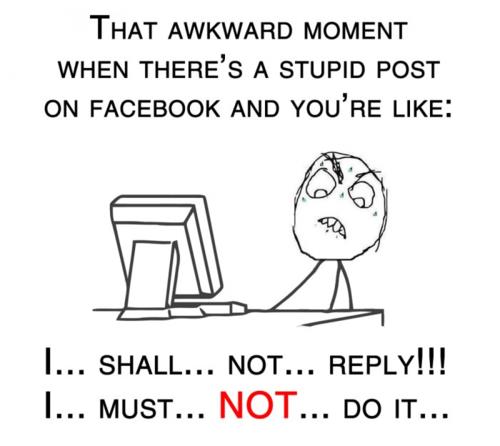 That awkward moment
when there's a stupid post
on Facebook and you're like:
I... shall... not... reply!!!
I... must... NOT... do it...